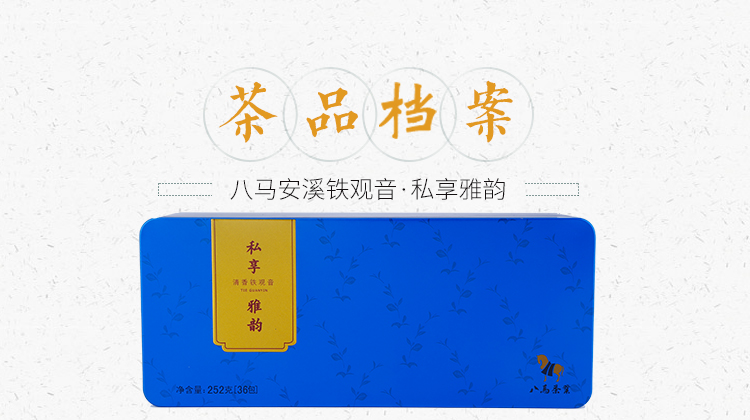 茶品档案
八马安溪铁观音·私享雅韵
私享
清香铁观音
TIE GUANYIN
雅韵
净含量：252克(36包)
八马茶业